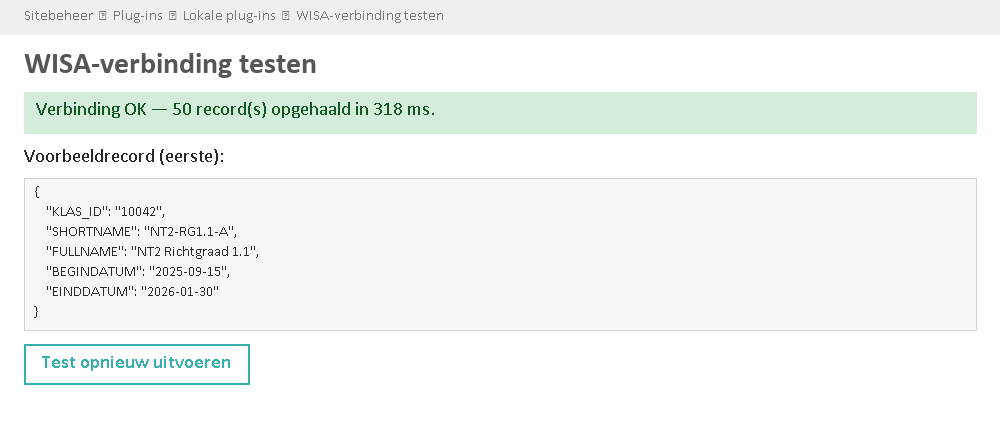 Sitebeheer Plug-ins Lokale plug-ins WISA-verbinding testen
WISA-verbinding testen
Verbinding OK — 50 record(s) opgehaald in 318 ms.
Voorbeeldrecord (eerste):
{
"KLAS_ID": "10042",
"SHORTNAME": "NT2-RG1.1-A",
"FULLNAME": "NT2 Richtgraad 1.1",
"BEGINDATUM": "2025-09-15",
"EINDDATUM": "2026-01-30"
}
Test opnieuw uitvoeren